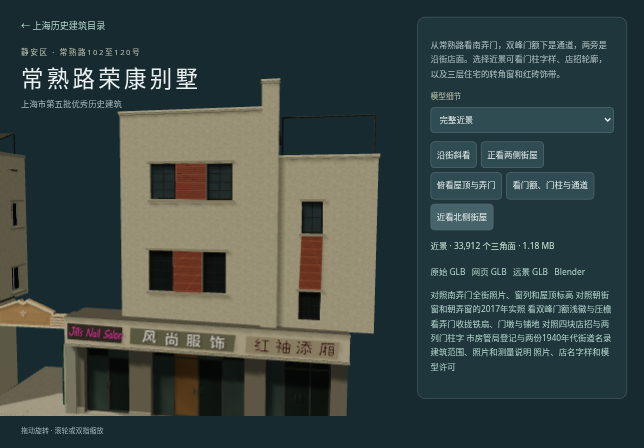 ← 上海历史建筑目录
静安区 · 常熟路102至120号
常熟路荣康别墅
上海市第五批优秀历史建筑
Jill's Nail Salon
风尚服饰
红袖添厢
拖动旋转 · 滚轮或双指缩放
从常熟路看南弄门，双峰门额下是通道，两旁是
沿街店面。选择近景可看门柱字样、店招轮廓，
以及三层住宅的转角窗和红砖饰带。
模型细节
完整近景
沿街斜看
正看两侧街屋
俯看屋顶与弄门
看门额、门柱与通道
近看北侧街屋
近景 · 33,912 个三角面 · 1.18 MB
原始 GLB 网页 GLB 远景 GLB Blender
对照南弄门全街照片、窗列和屋顶标高 对照朝街
窗和朝弄窗的2017年实照 看双峰门额浅微与压檐
看弄门收拢铁扇、门墩与铺地 对照四块店招与两
列门柱字 市房管局登记与两份1940年代街道名录
建筑范围、照片和测量说明 照片、店名字样和模
型许可